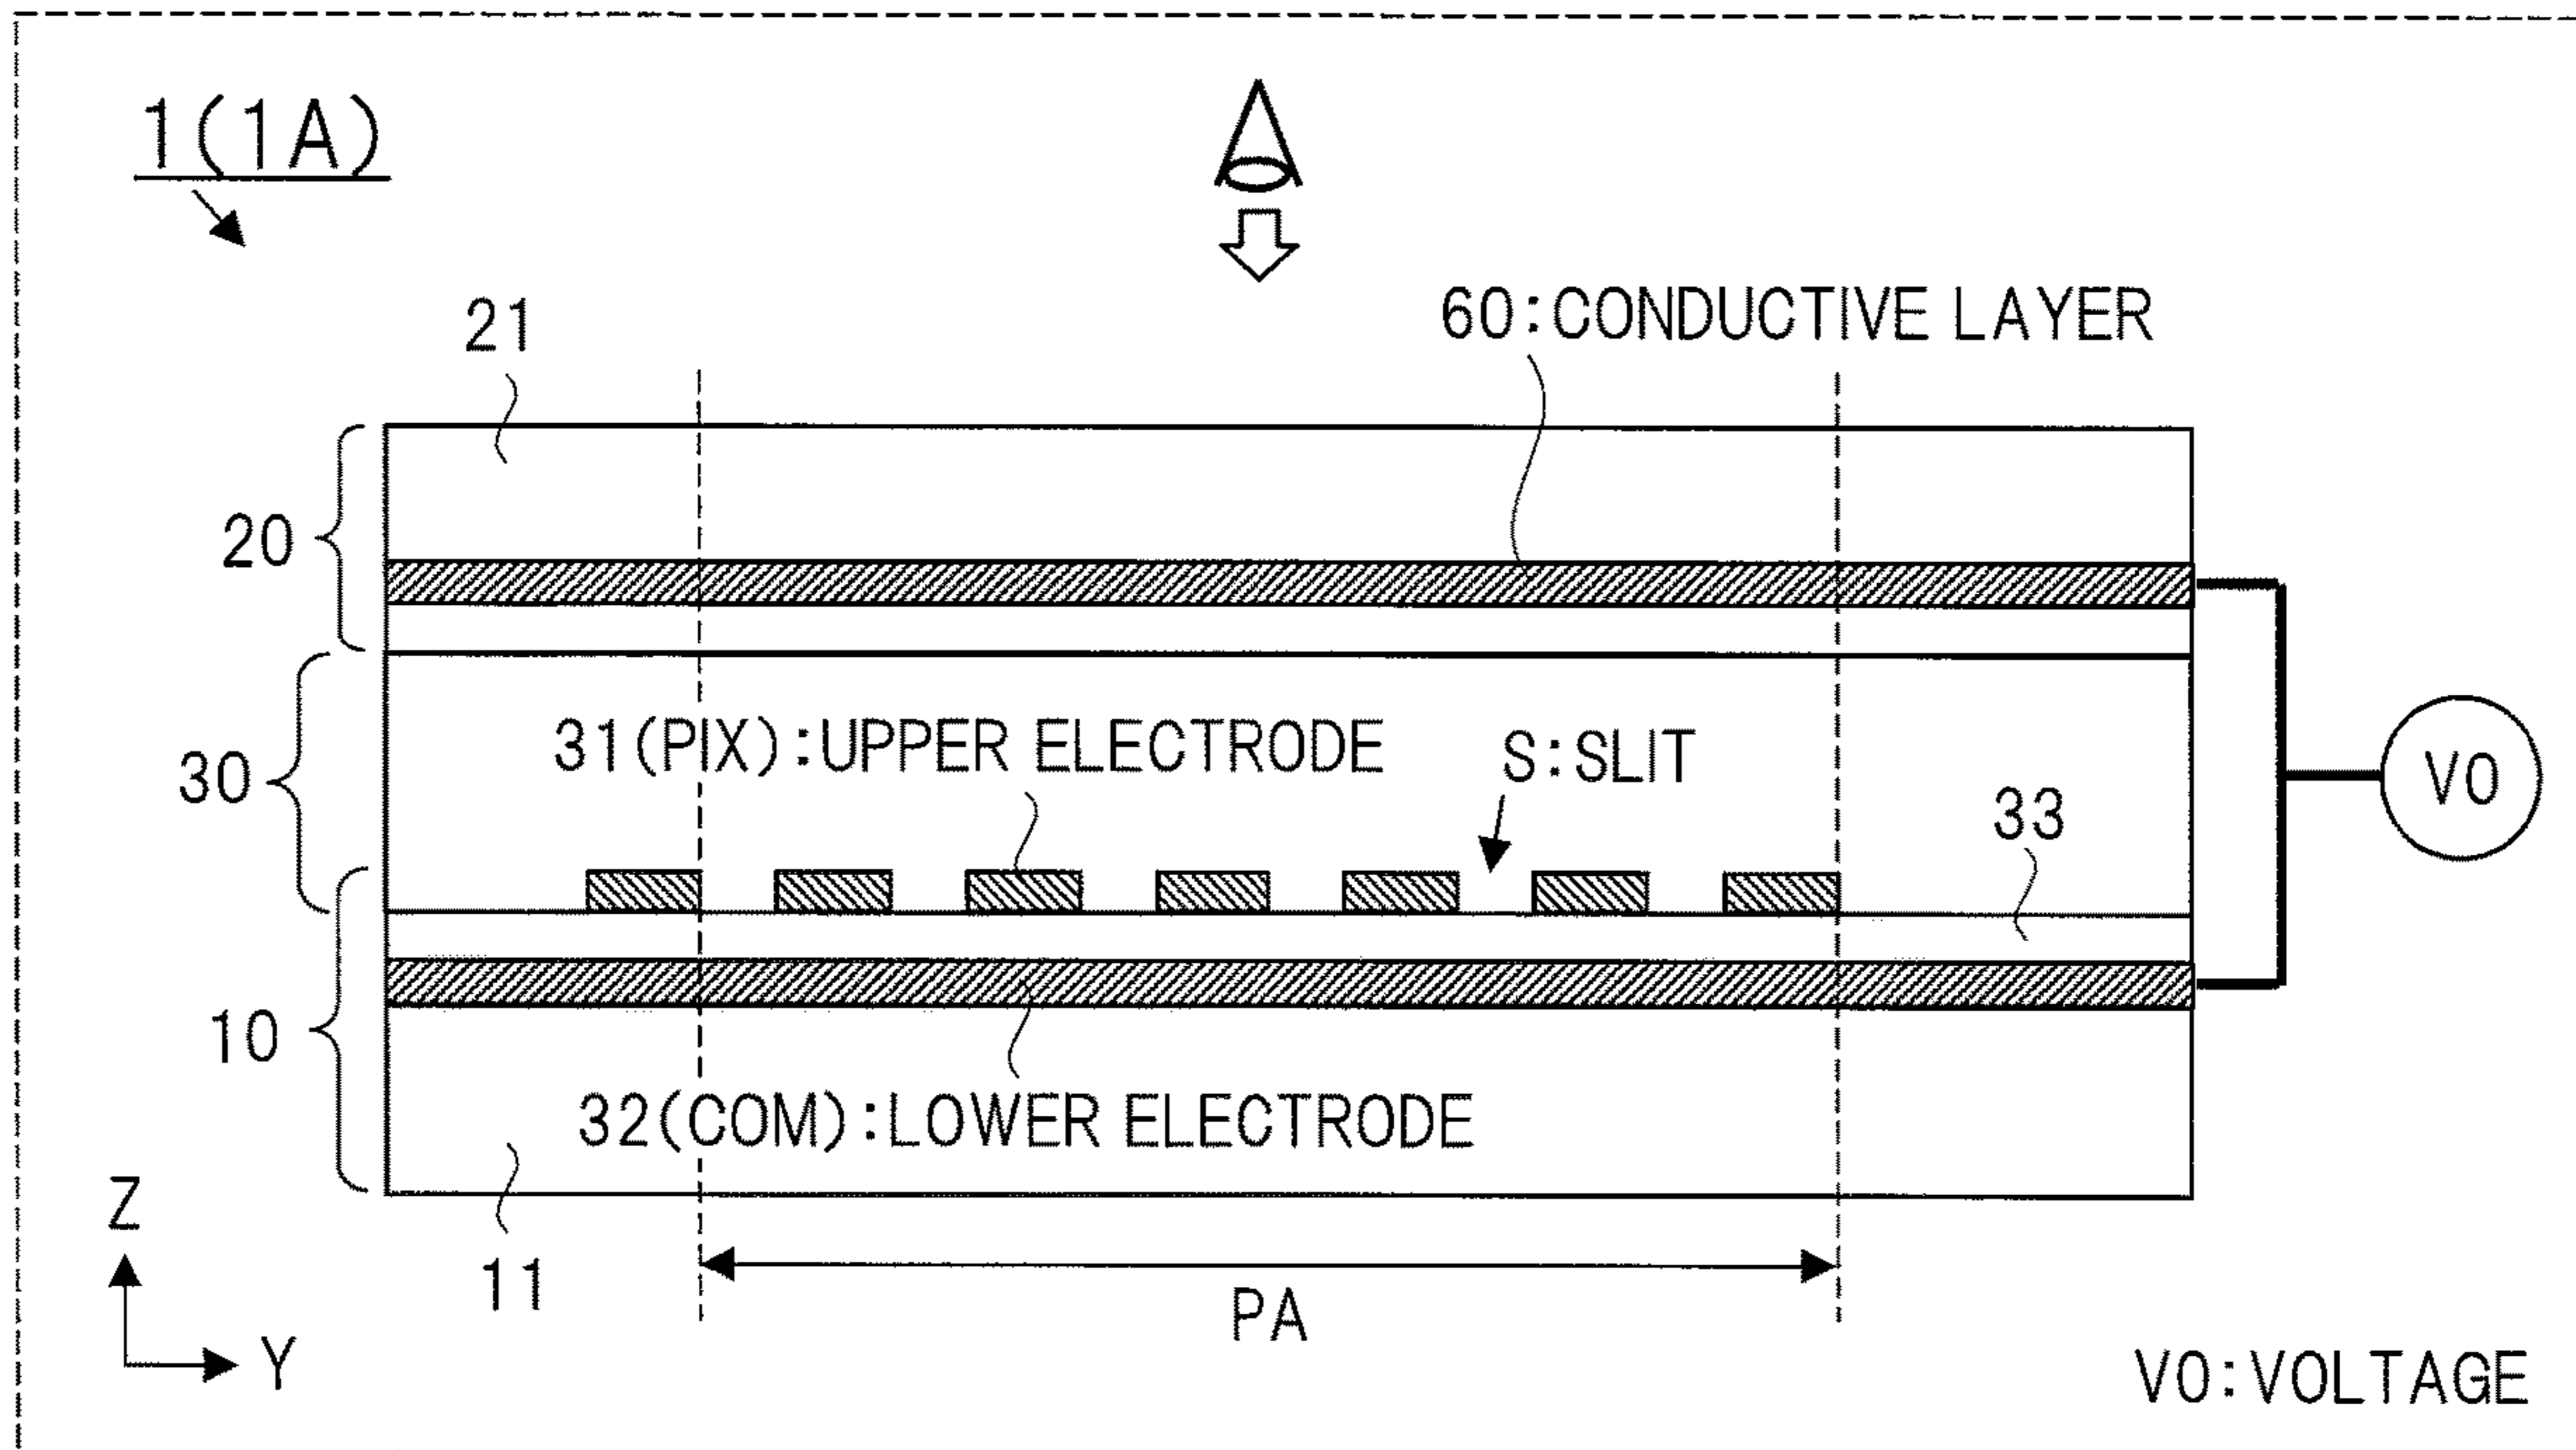 1(1A)
21
60:CONDUCTIVE LAYER
20
31(PIX):UPPER ELECTRODE
S:SLIT
30
33
V0
10
32(COM):LOWER ELECTRODE
Z
11
PA
Y
V0:VOLTAGE